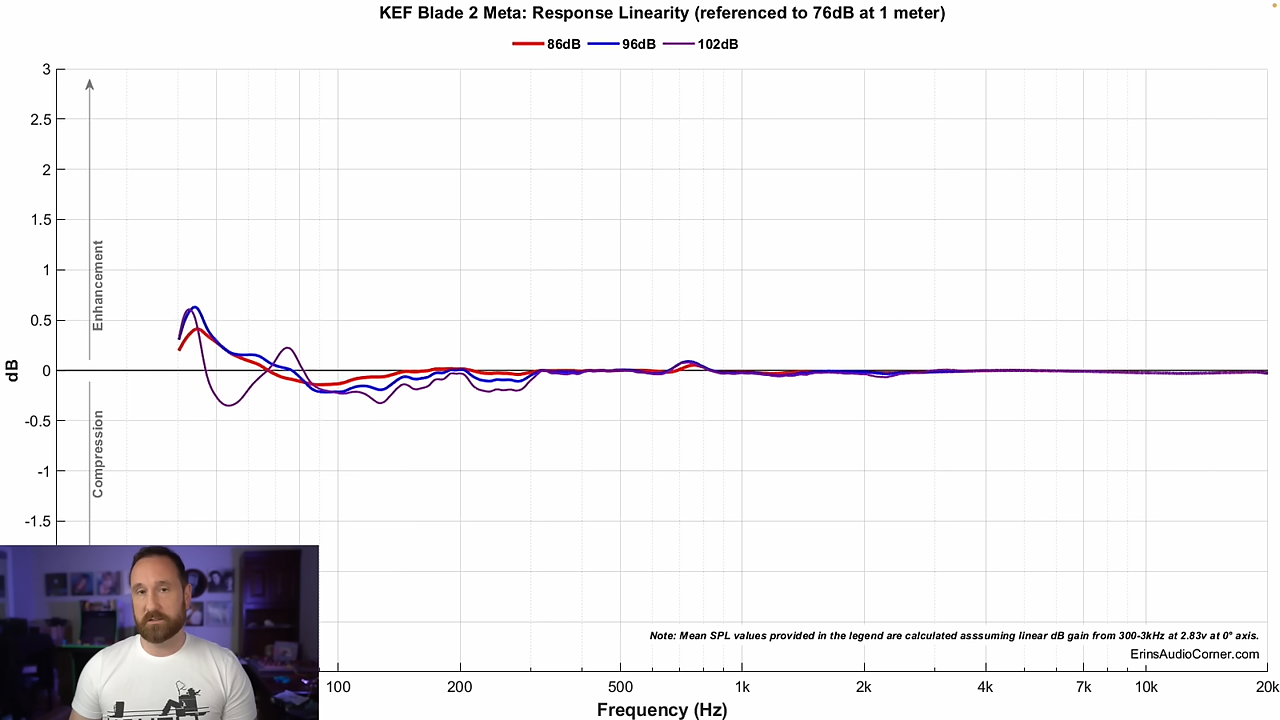 KEF Blade 2 Meta: Response Linearity (referenced to 76dB at 1 meter)
86dB 96dB 102dB
3
2.5
2
1.5
1
0.5
0
-0.5
-1
-1.5
Enhancement
Compression
dB
Note: Mean SPL values provided in the legend are calculated asssuming linear dB gain from 300-3kHz at 2.83v at 0° axis.
ErinsAudioCorner.com
100 200 500 1k 2k 4k 7k 10k 20k
Frequency (Hz)